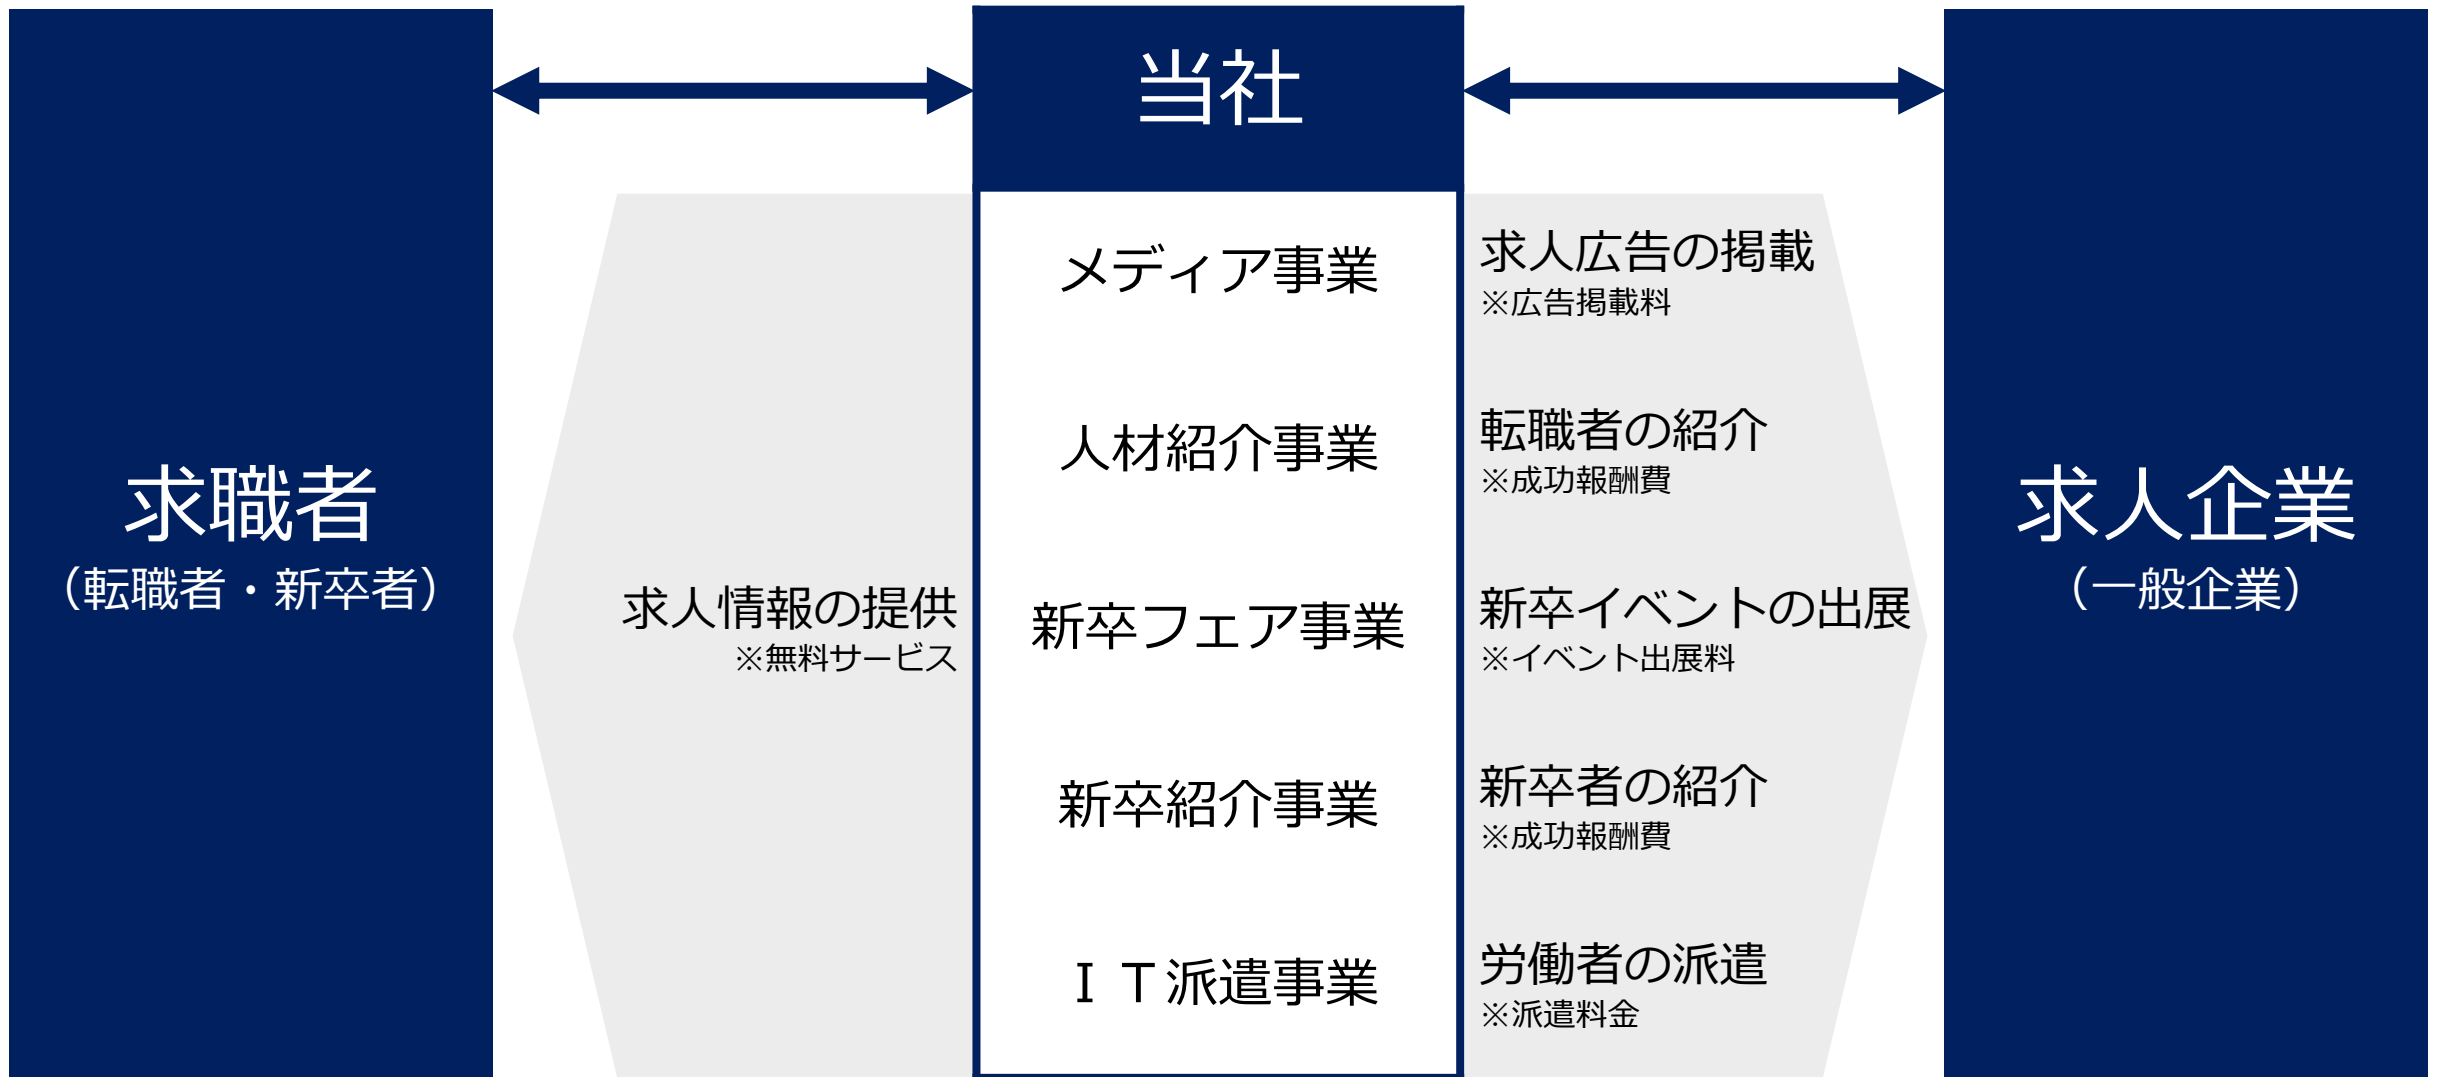 当社
求職者
（転職者・新卒者）
求人情報の提供
※無料サービス
メディア事業
求人広告の掲載
※広告掲載料
人材紹介事業
転職者の紹介
※成功報酬費
新卒フェア事業
新卒イベントの出展
※イベント出展料
新卒紹介事業
新卒者の紹介
※成功報酬費
ＩＴ派遣事業
労働者の派遣
※派遣料金
求人企業
（一般企業）